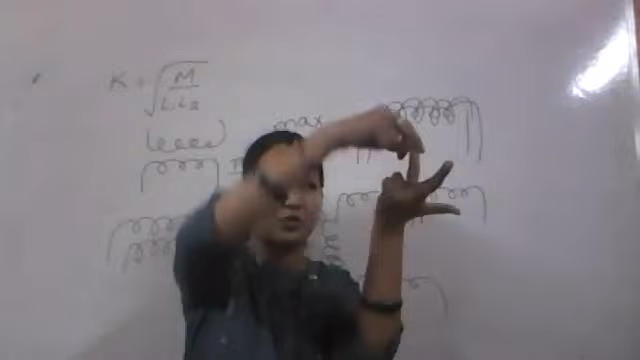 K = √M/L₁L₂
max